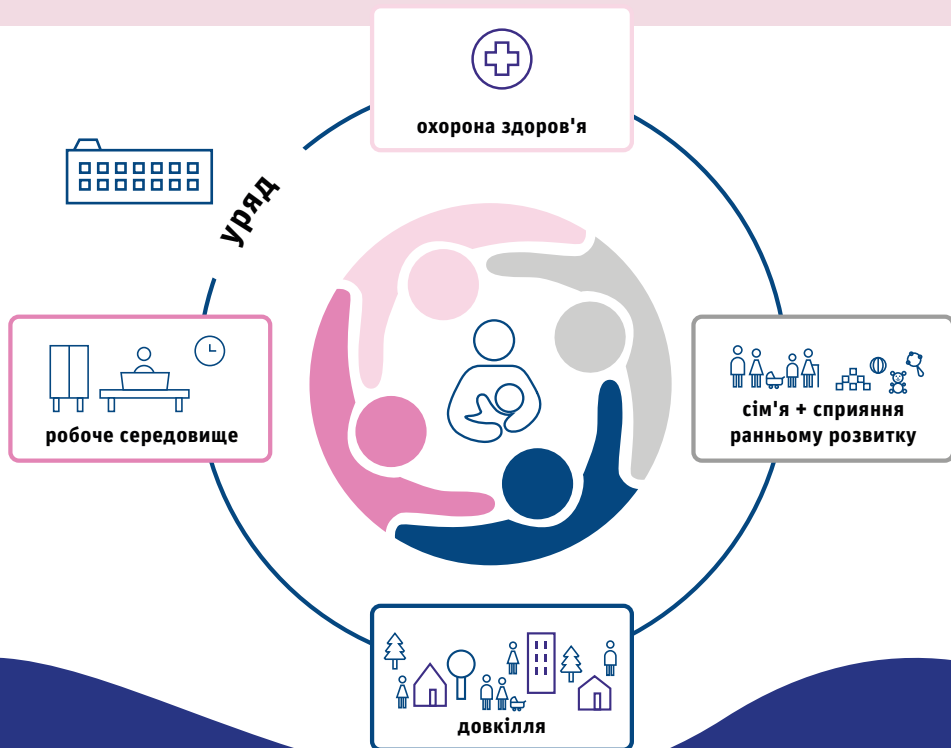 охорона здоров'я
уряд
робоче середовище
сім'я + сприяння
ранньому розвитку
довкілля